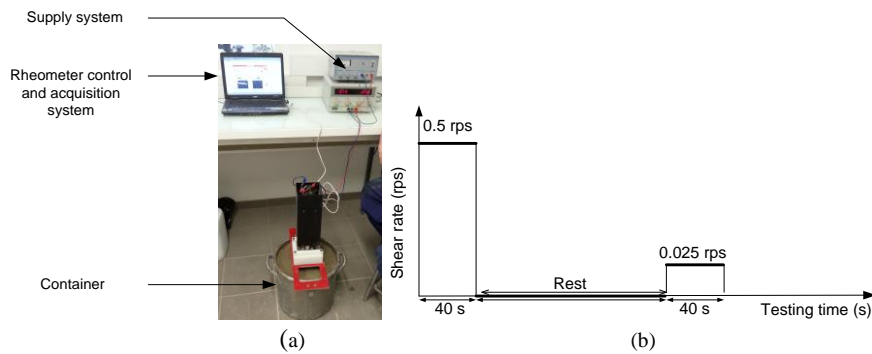 Supply system
Rheometer control
and acquisition
system
Container
(a)
Shear rate (rps)
0.5 rps
0.025 rps
Rest
40 s
40 s
Testing time (s)
(b)